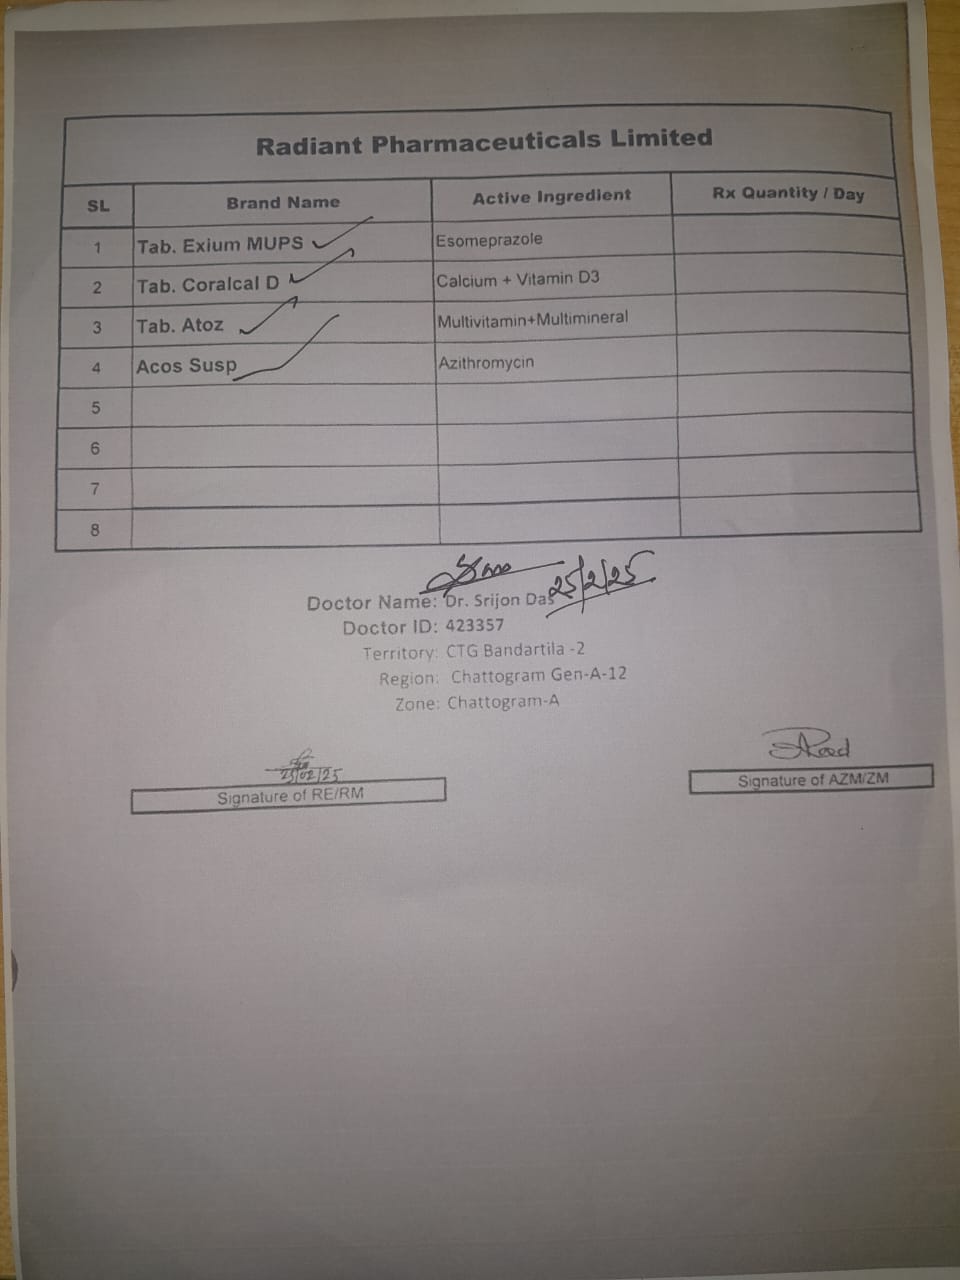 Radiant Pharmaceuticals Limited
SL Brand Name Active Ingredient Rx Quantity / Day
1 Tab. Exium MUPS Esomeprazole
2 Tab. Coralcal D Calcium + Vitamin D3
3 Tab. Atoz Multivitamin+Multimineral
4 Acos Susp Azithromycin
5
6
7
8
25/2/25
Doctor Name: Dr. Srijon Das
Doctor ID: 423357
Territory: CTG Bandartila -2
Region: Chattogram Gen-A-12
Zone: Chattogram-A
25/02/25
Signature of RE/RM
Signature of AZM/ZM